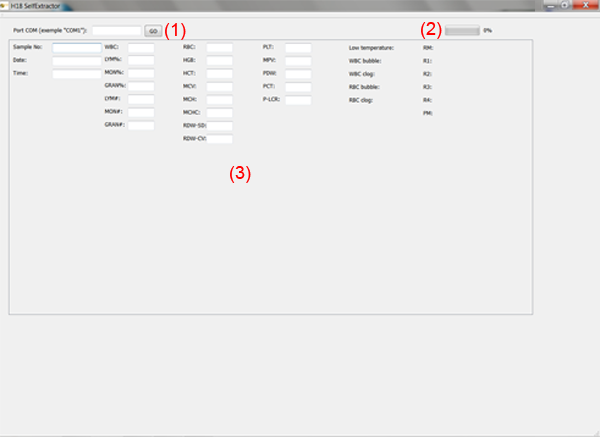 H18 SelfExtractor
Port COM (exemple "COM1"): GO (1) (2) 0%
Sample No: WBC: RBC: PLT: Low temperature: RM:
Date: LYM%: HGB: MPV: WBC bubble: R1:
Time: MON%: HCT: PDW: WBC clog: R2:
GRAN%: MCV: PCT: RBC bubble: R3:
LYM#: MCH: P-LCR: RBC clog: R4:
MON#: MCHC: PM:
GRAN#: RDW-SD:
RDW-CV:
(3)